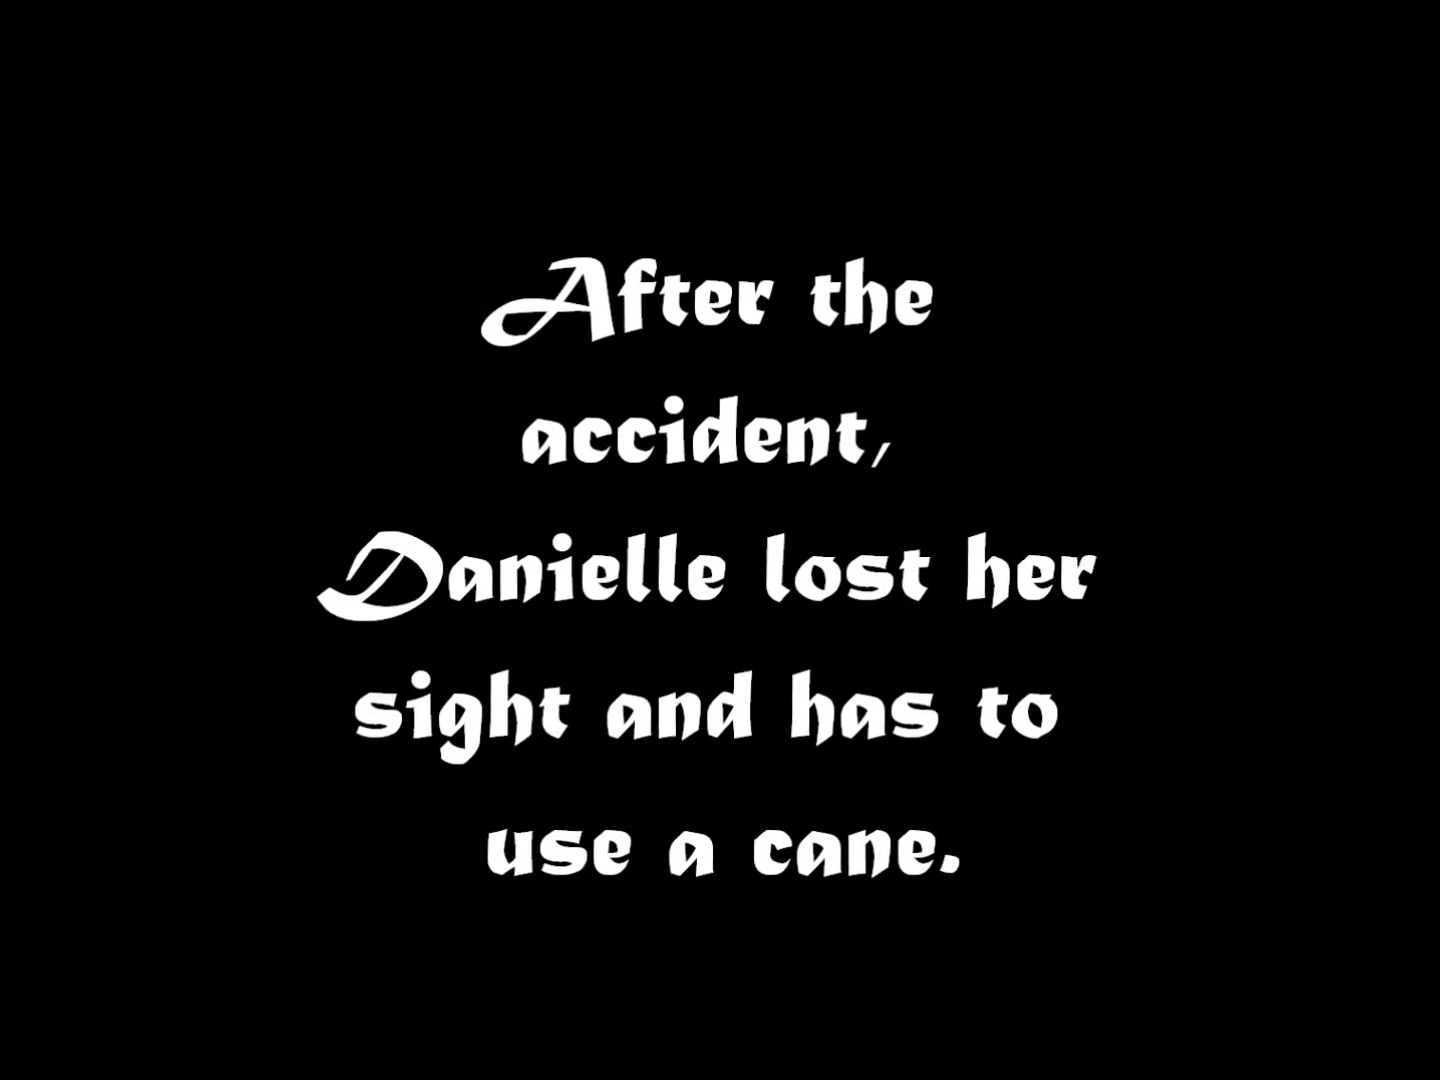 After the
accident,
Danielle lost her
sight and has to
use a cane.